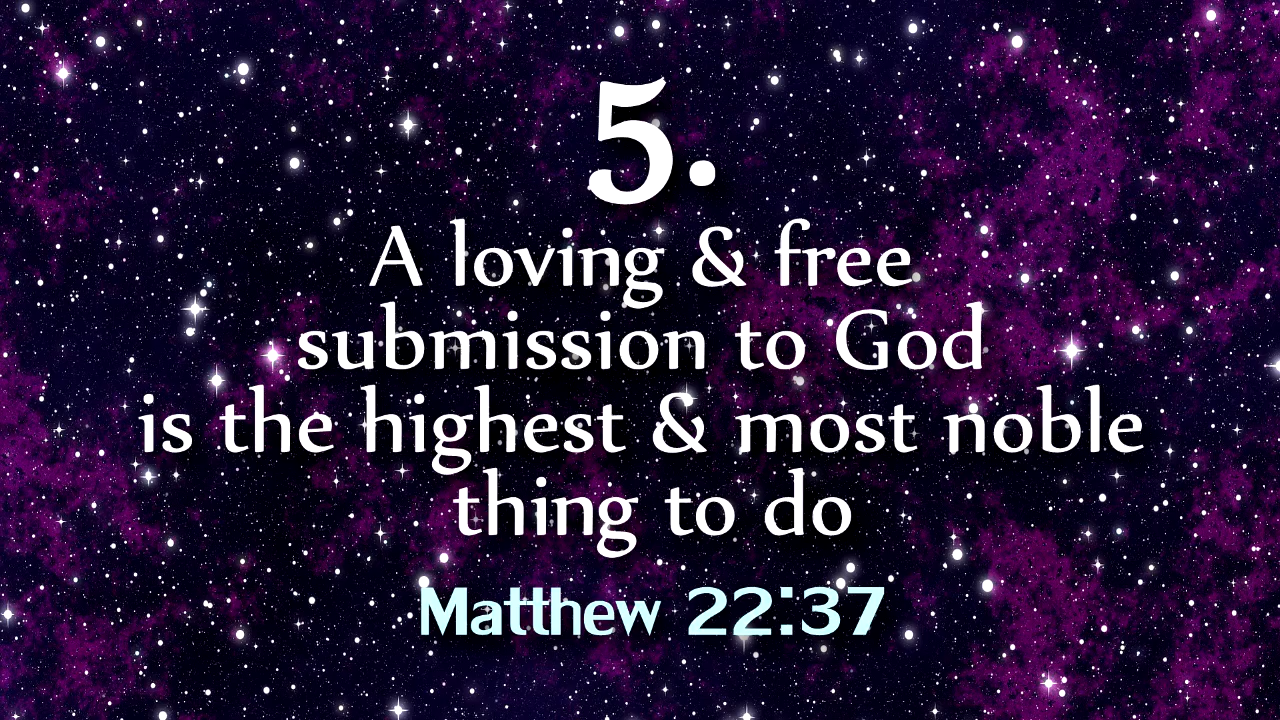 5.
A loving & free
submission to God
is the highest & most noble
thing to do
Matthew 22:37